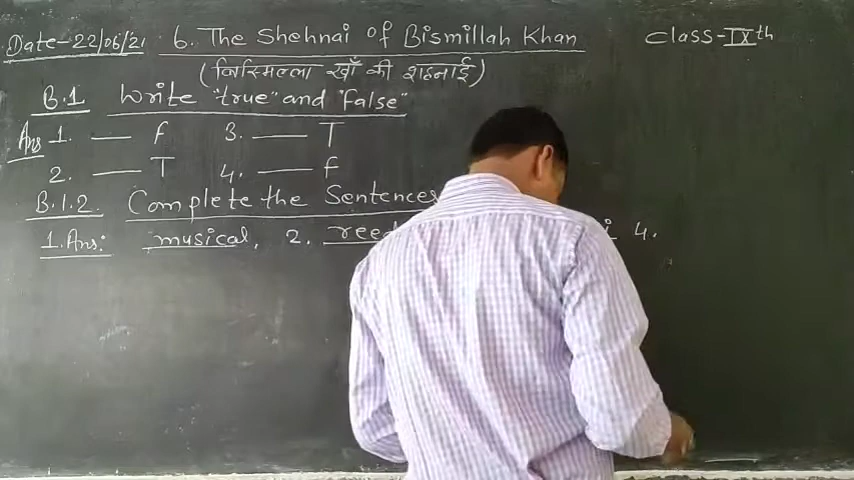 Date-22/06/21 6. The Shehnai of Bismillah Khan Class-IXth
(बिस्मिल्ला खाँ की शहनाई)
B.1 Write "true" and "false"
Ans 1. — F 3. — T
2. — T 4. — F
B.1.2. Complete the Sentences
1. Ans: musical, 2. reed 4.